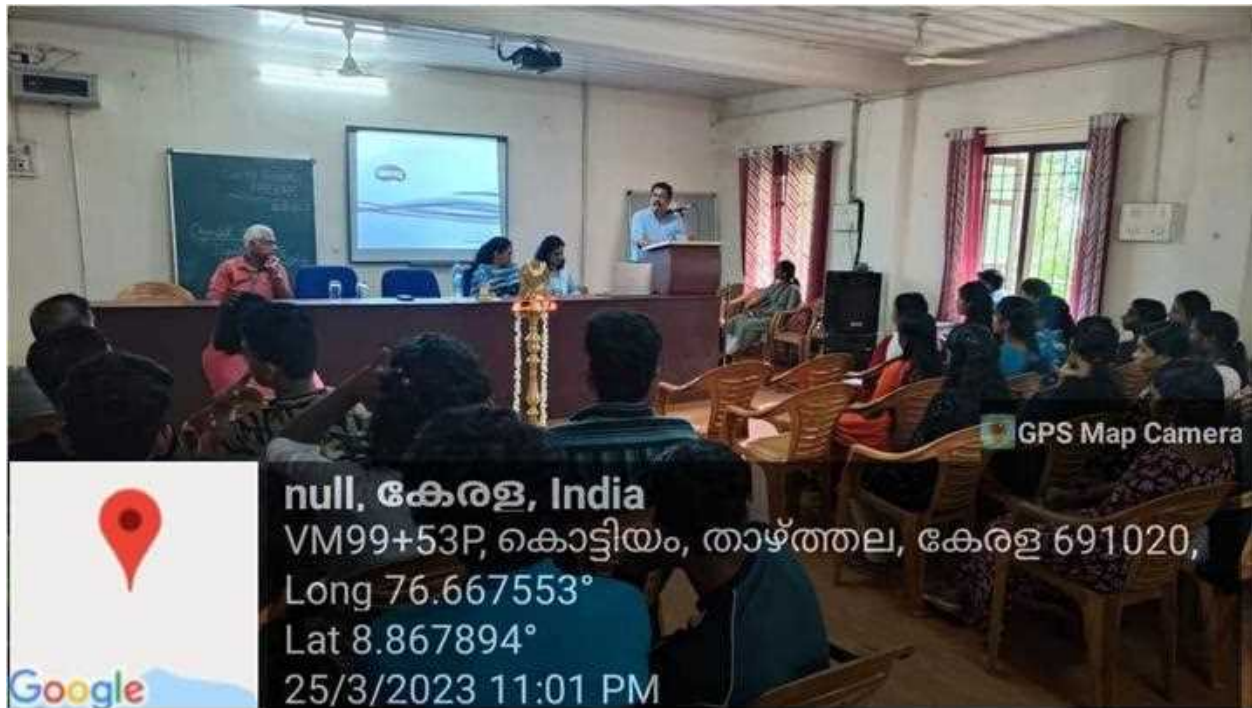 GPS Map Camera
null, കേരള, India
VM99+53P, കൊട്ടിയം, താഴ്ത്തല, കേരള 691020,
Long 76.667553°
Lat 8.867894°
25/3/2023 11:01 PM
Google